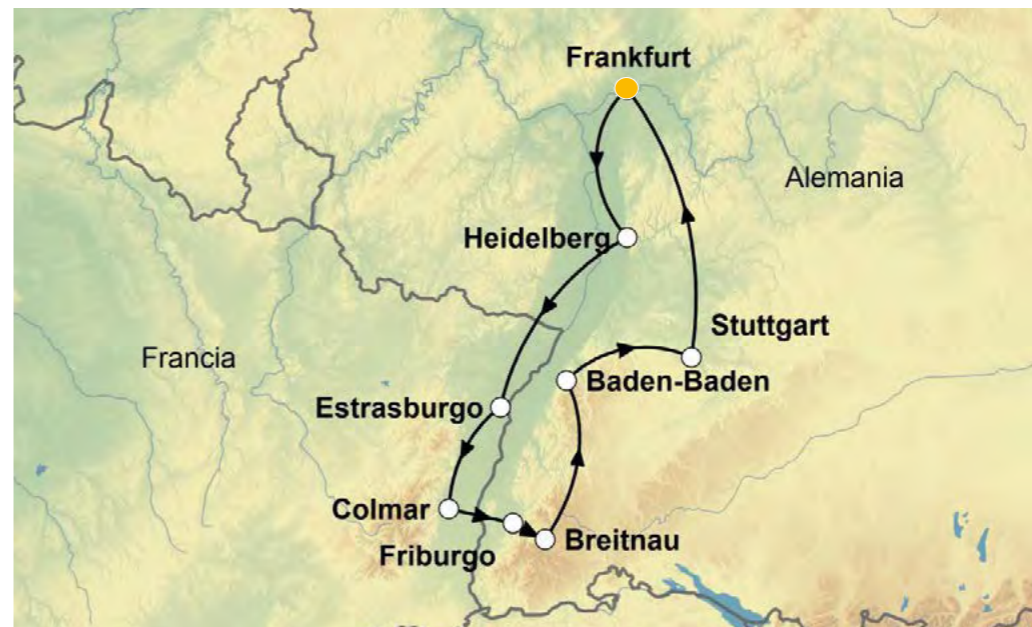 Frankfurt
Alemania
Heidelberg
Stuttgart
Francia
Baden-Baden
Estrasburgo
Colmar
Friburgo
Breitnau